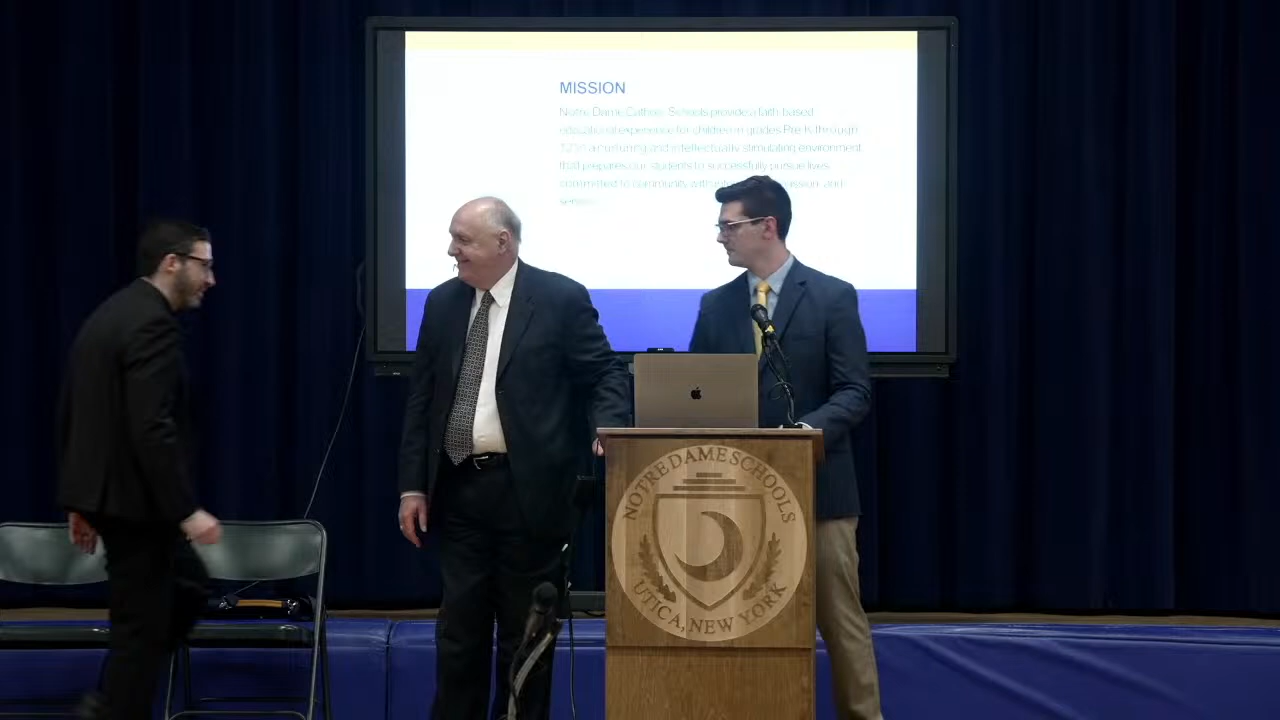 MISSION
Notre Dame Catholic Schools provide a faith-based
educational experience for children in grades Pre-K through
12 in a nurturing and intellectually stimulating environment
that prepares our students to successfully pursue lives
committed to community with and
NOTRE DAME SCHOOLS
UTICA, NEW YORK